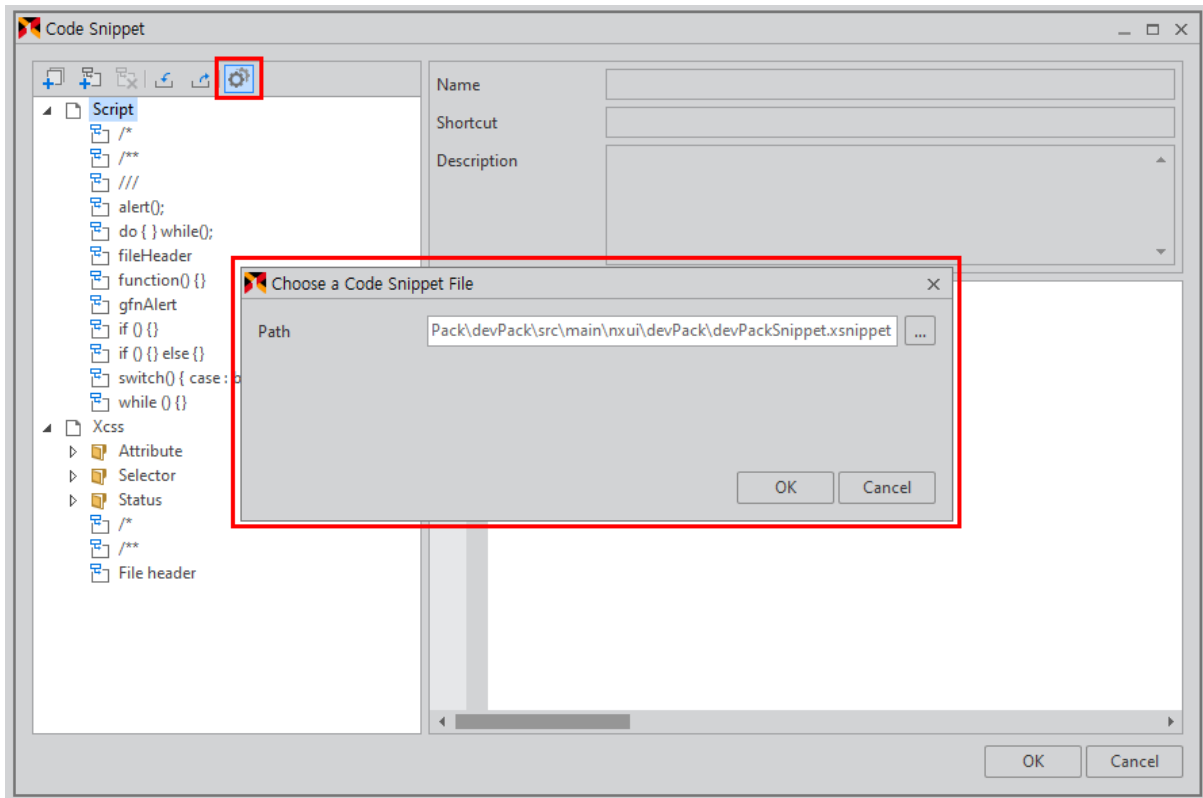 Code Snippet
Script
/*
/**
///
alert();
do { } while();
fileHeader
function() {}
gfnAlert
if () {}
if () {} else {}
switch() { case : b
while () {}
Xcss
Attribute
Selector
Status
/*
/**
File header
Name
Shortcut
Description
Choose a Code Snippet File
Path
Pack\devPack\src\main\nxui\devPack\devPackSnippet.xsnippet
...
OK
Cancel
OK
Cancel